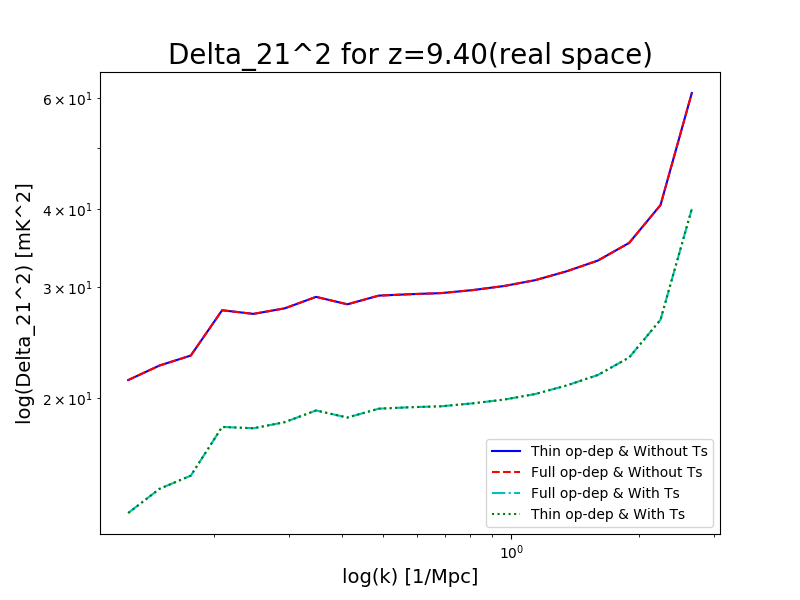 Delta_21^2 for z=9.40(real space)
log(Delta_21^2) [mK^2]
6 × 10¹
4 × 10¹
3 × 10¹
2 × 10¹
Thin op-dep & Without Ts
Full op-dep & Without Ts
Full op-dep & With Ts
Thin op-dep & With Ts
10⁰
log(k) [1/Mpc]